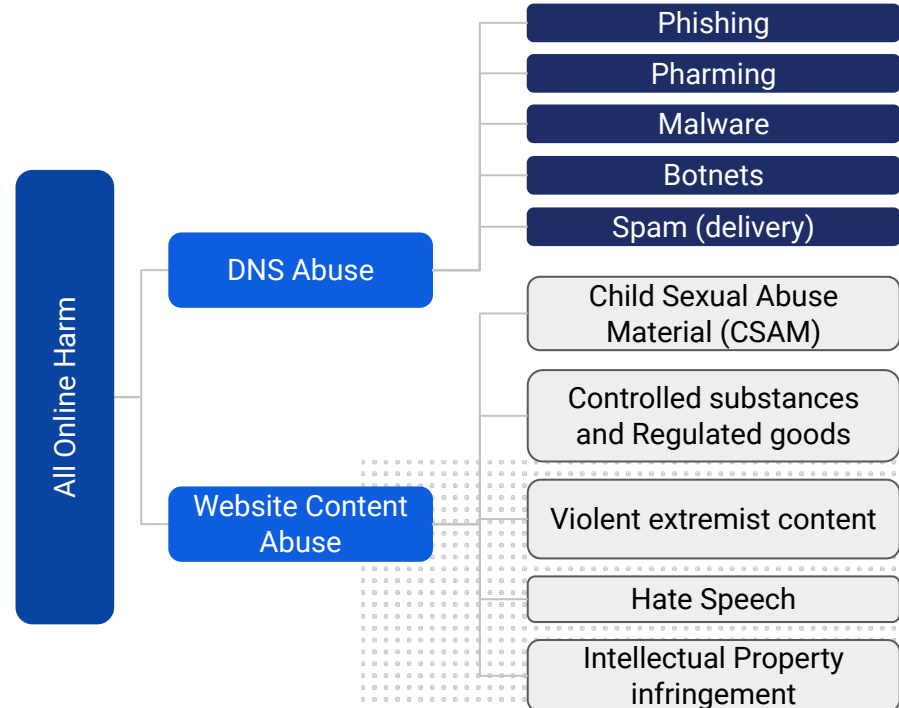 All Online Harm
DNS Abuse
Phishing
Pharming
Malware
Botnets
Spam (delivery)
Website Content
Abuse
Child Sexual Abuse
Material (CSAM)
Controlled substances
and Regulated goods
Violent extremist content
Hate Speech
Intellectual Property
infringement